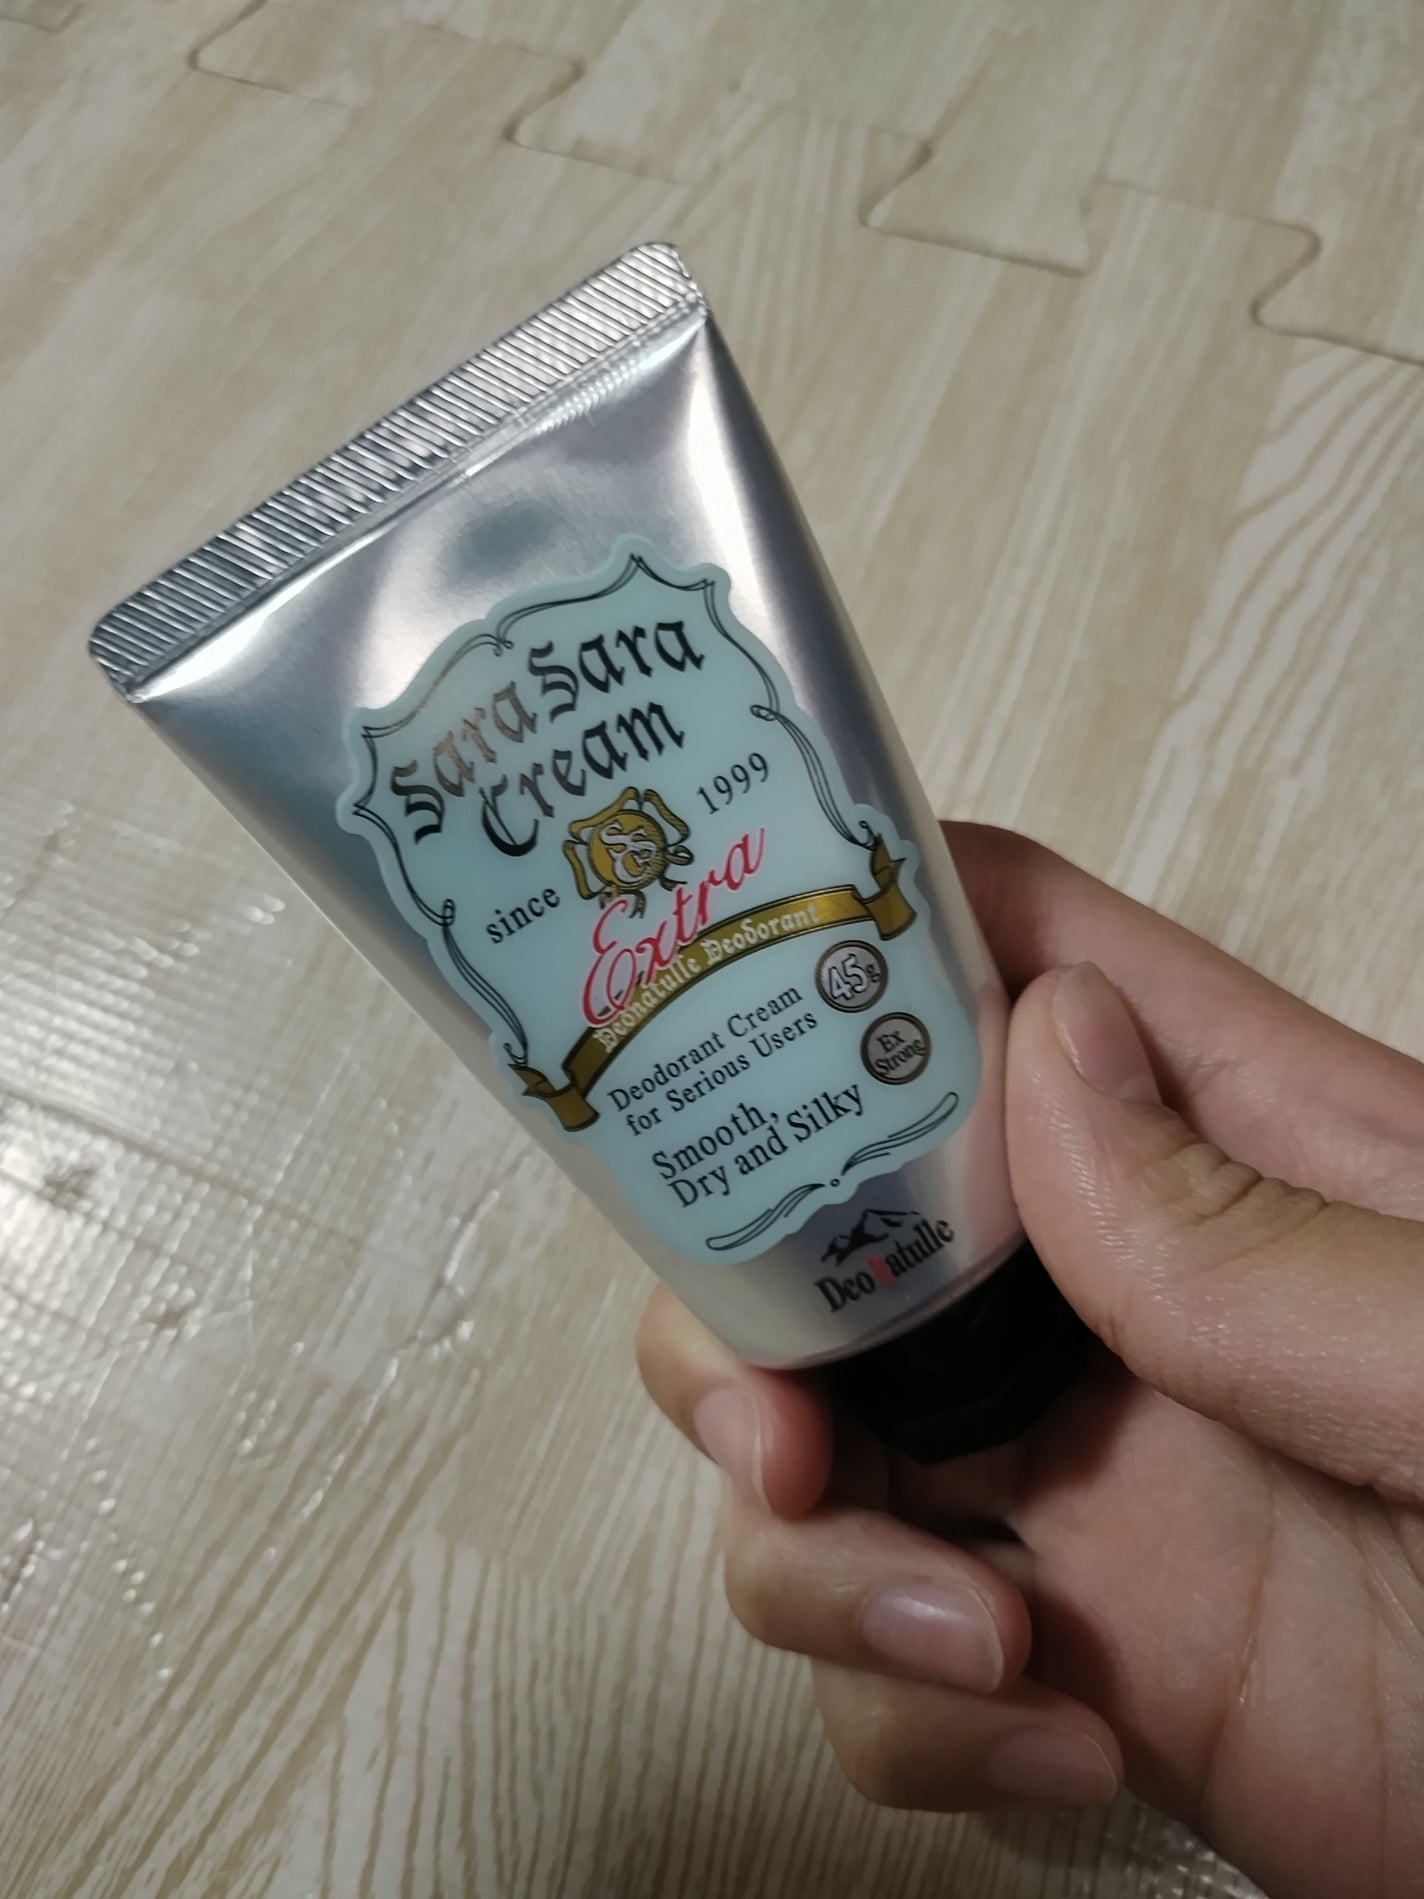 Sara Sara
Cream
since 1999
SC
Extra
Deonatulle Deodorant
Deodorant Cream
for Serious Users
45g
Ex
Strong
Smooth,
Dry and Silky
Deonatulle